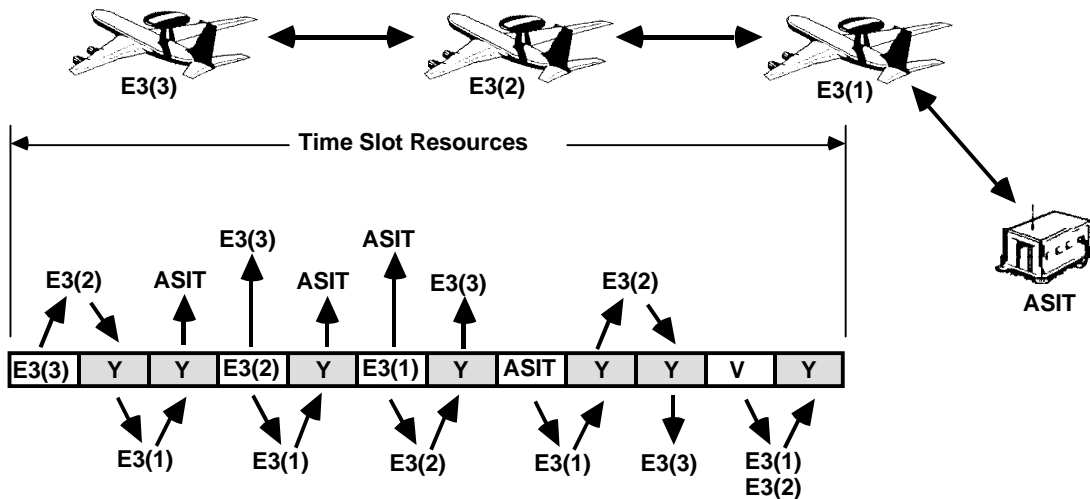 E3(3) E3(2) E3(1)
Time Slot Resources
ASIT
E3(3) ASIT
E3(2) ASIT ASIT E3(3) E3(2)
E3(3) Y Y E3(2) Y E3(1) Y ASIT Y Y V Y
E3(1) E3(1) E3(2) E3(1) E3(3) E3(1)
E3(2)